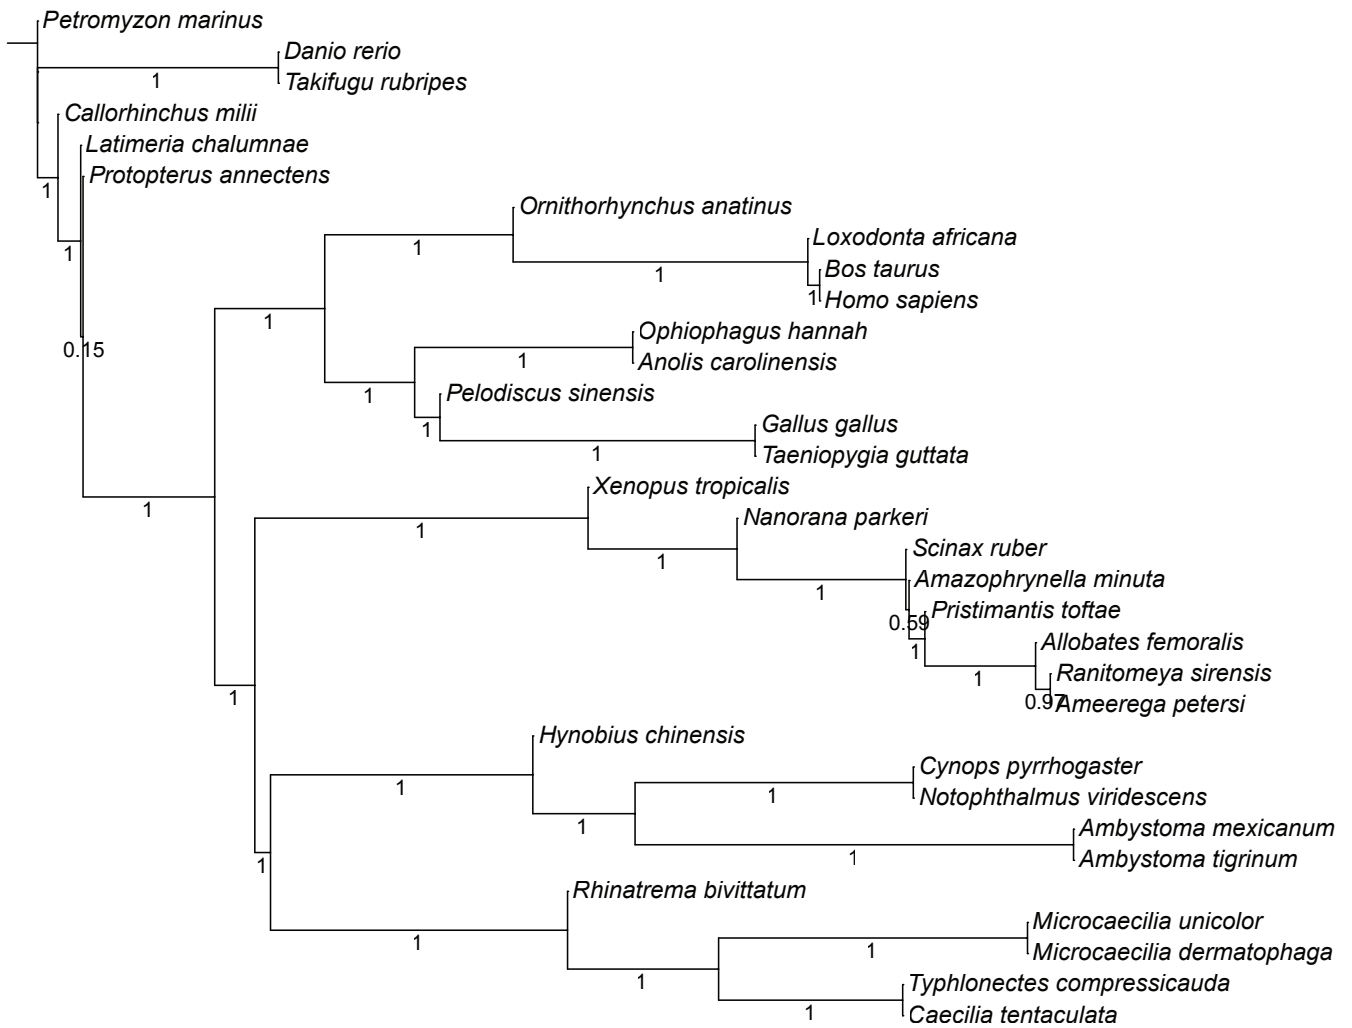 Petromyzon marinus
Danio rerio
1
Takifugu rubripes
Callorhinchus milii
Latimeria chalumnae
Protopterus annectens
1
Ornithorhynchus anatinus
Loxodonta africana
1
1
Bos taurus
1
Homo sapiens
1
1
Ophiophagus hannah
0.15
1
Anolis carolinensis
Pelodiscus sinensis
1
Gallus gallus
1
1
Taeniopygia guttata
Xenopus tropicalis
1
Nanorana parkeri
1
Scinax ruber
1
Amazophrynella minuta
1
Pristimantis toftae
0.59
Allobates femoralis
1
Ranitomeya sirensis
1
1
0.97
Ameerega petersi
Hynobius chinensis
Cynops pyrrhogaster
1
1
Notophthalmus viridescens
1
Ambystoma mexicanum
1
Ambystoma tigrinum
1
Rhinatrema bivittatum
Microcaecilia unicolor
1
1
Microcaecilia dermatophaga
1
Typhlonectes compressicauda
1
Caecilia tentaculata